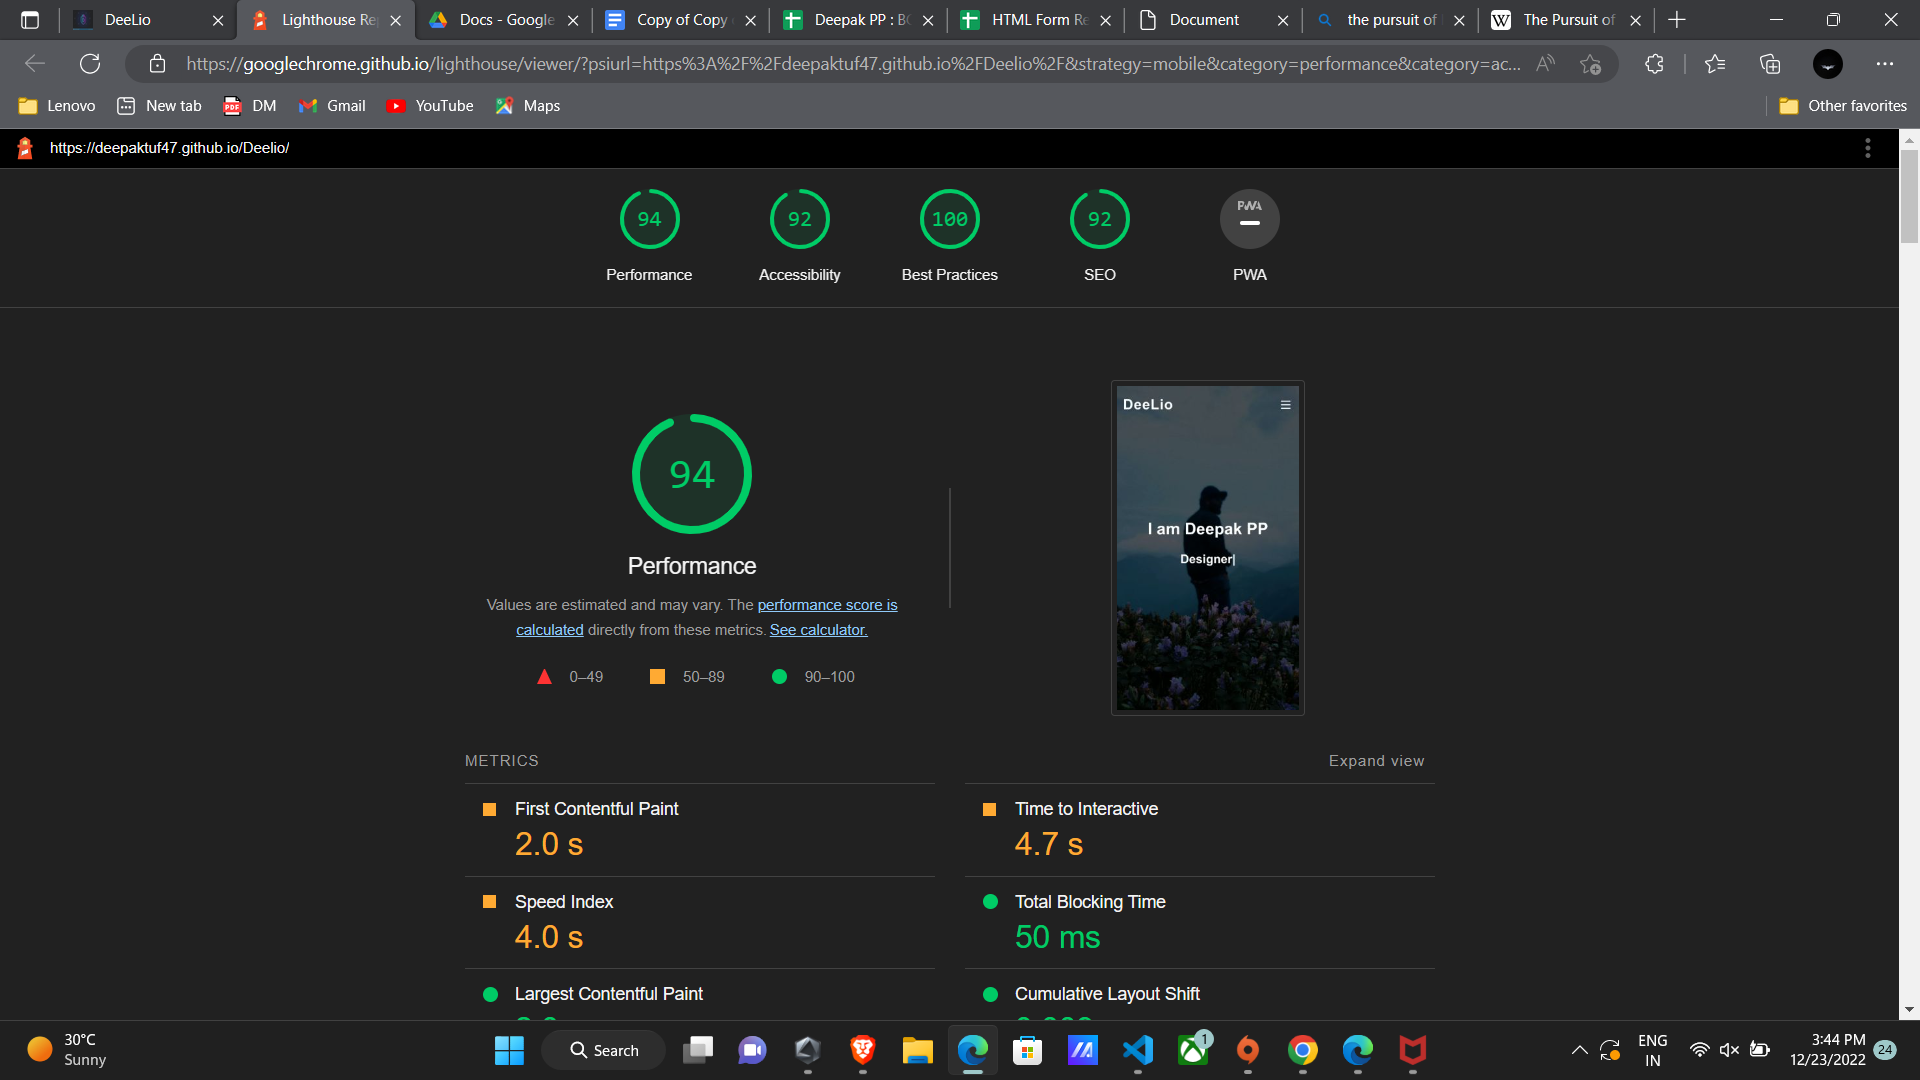 DeeLio
Lighthouse Re
Docs - Google
Copy of Copy
Deepak PP : BC
HTML Form Re
Document
the pursuit of
The Pursuit of
https://googlechrome.github.io/lighthouse/viewer/?psiurl=https%3A%2F%2Fdeepaktuf47.github.io%2FDeelio%2F&strategy=mobile&category=performance&category=ac...
Lenovo
New tab
DM
Gmail
YouTube
Maps
Other favorites
https://deepaktuf47.github.io/Deelio/
94
92
100
92
PWA
Performance
Accessibility
Best Practices
SEO
PWA
DeeLio
I am Deepak PP
Designer|
94
Performance
Values are estimated and may vary. The performance score is
calculated directly from these metrics. See calculator.
0–49
50–89
90–100
METRICS
Expand view
First Contentful Paint
2.0 s
Time to Interactive
4.7 s
Speed Index
4.0 s
Total Blocking Time
50 ms
Largest Contentful Paint
Cumulative Layout Shift
30°C
Sunny
Search
1
ENG
IN
3:44 PM
12/23/2022
24